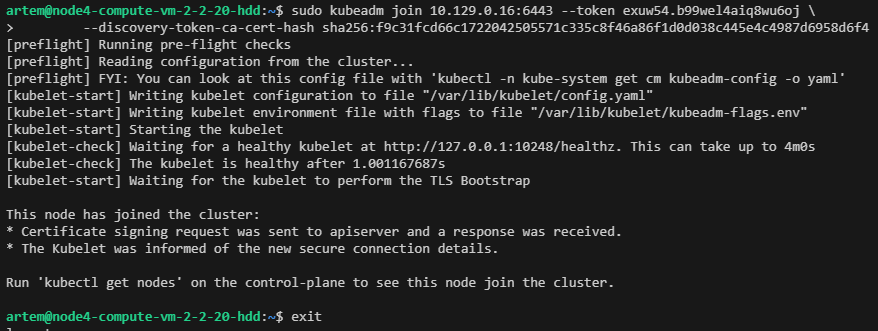 artem@node4-compute-vm-2-2-20-hdd:~$ sudo kubeadm join 10.129.0.16:6443 --token exuw54.b99wel4aiq8wu6oj \
>         --discovery-token-ca-cert-hash sha256:f9c31fcd66c1722042505571c335c8f46a86f1d0d038c445e4c4987d6958d6f4
[preflight] Running pre-flight checks
[preflight] Reading configuration from the cluster...
[preflight] FYI: You can look at this config file with 'kubectl -n kube-system get cm kubeadm-config -o yaml'
[kubelet-start] Writing kubelet configuration to file "/var/lib/kubelet/config.yaml"
[kubelet-start] Writing kubelet environment file with flags to file "/var/lib/kubelet/kubeadm-flags.env"
[kubelet-start] Starting the kubelet
[kubelet-check] Waiting for a healthy kubelet at http://127.0.0.1:10248/healthz. This can take up to 4m0s
[kubelet-check] The kubelet is healthy after 1.001167687s
[kubelet-start] Waiting for the kubelet to perform the TLS Bootstrap

This node has joined the cluster:
* Certificate signing request was sent to apiserver and a response was received.
* The Kubelet was informed of the new secure connection details.

Run 'kubectl get nodes' on the control-plane to see this node join the cluster.

artem@node4-compute-vm-2-2-20-hdd:~$ exit